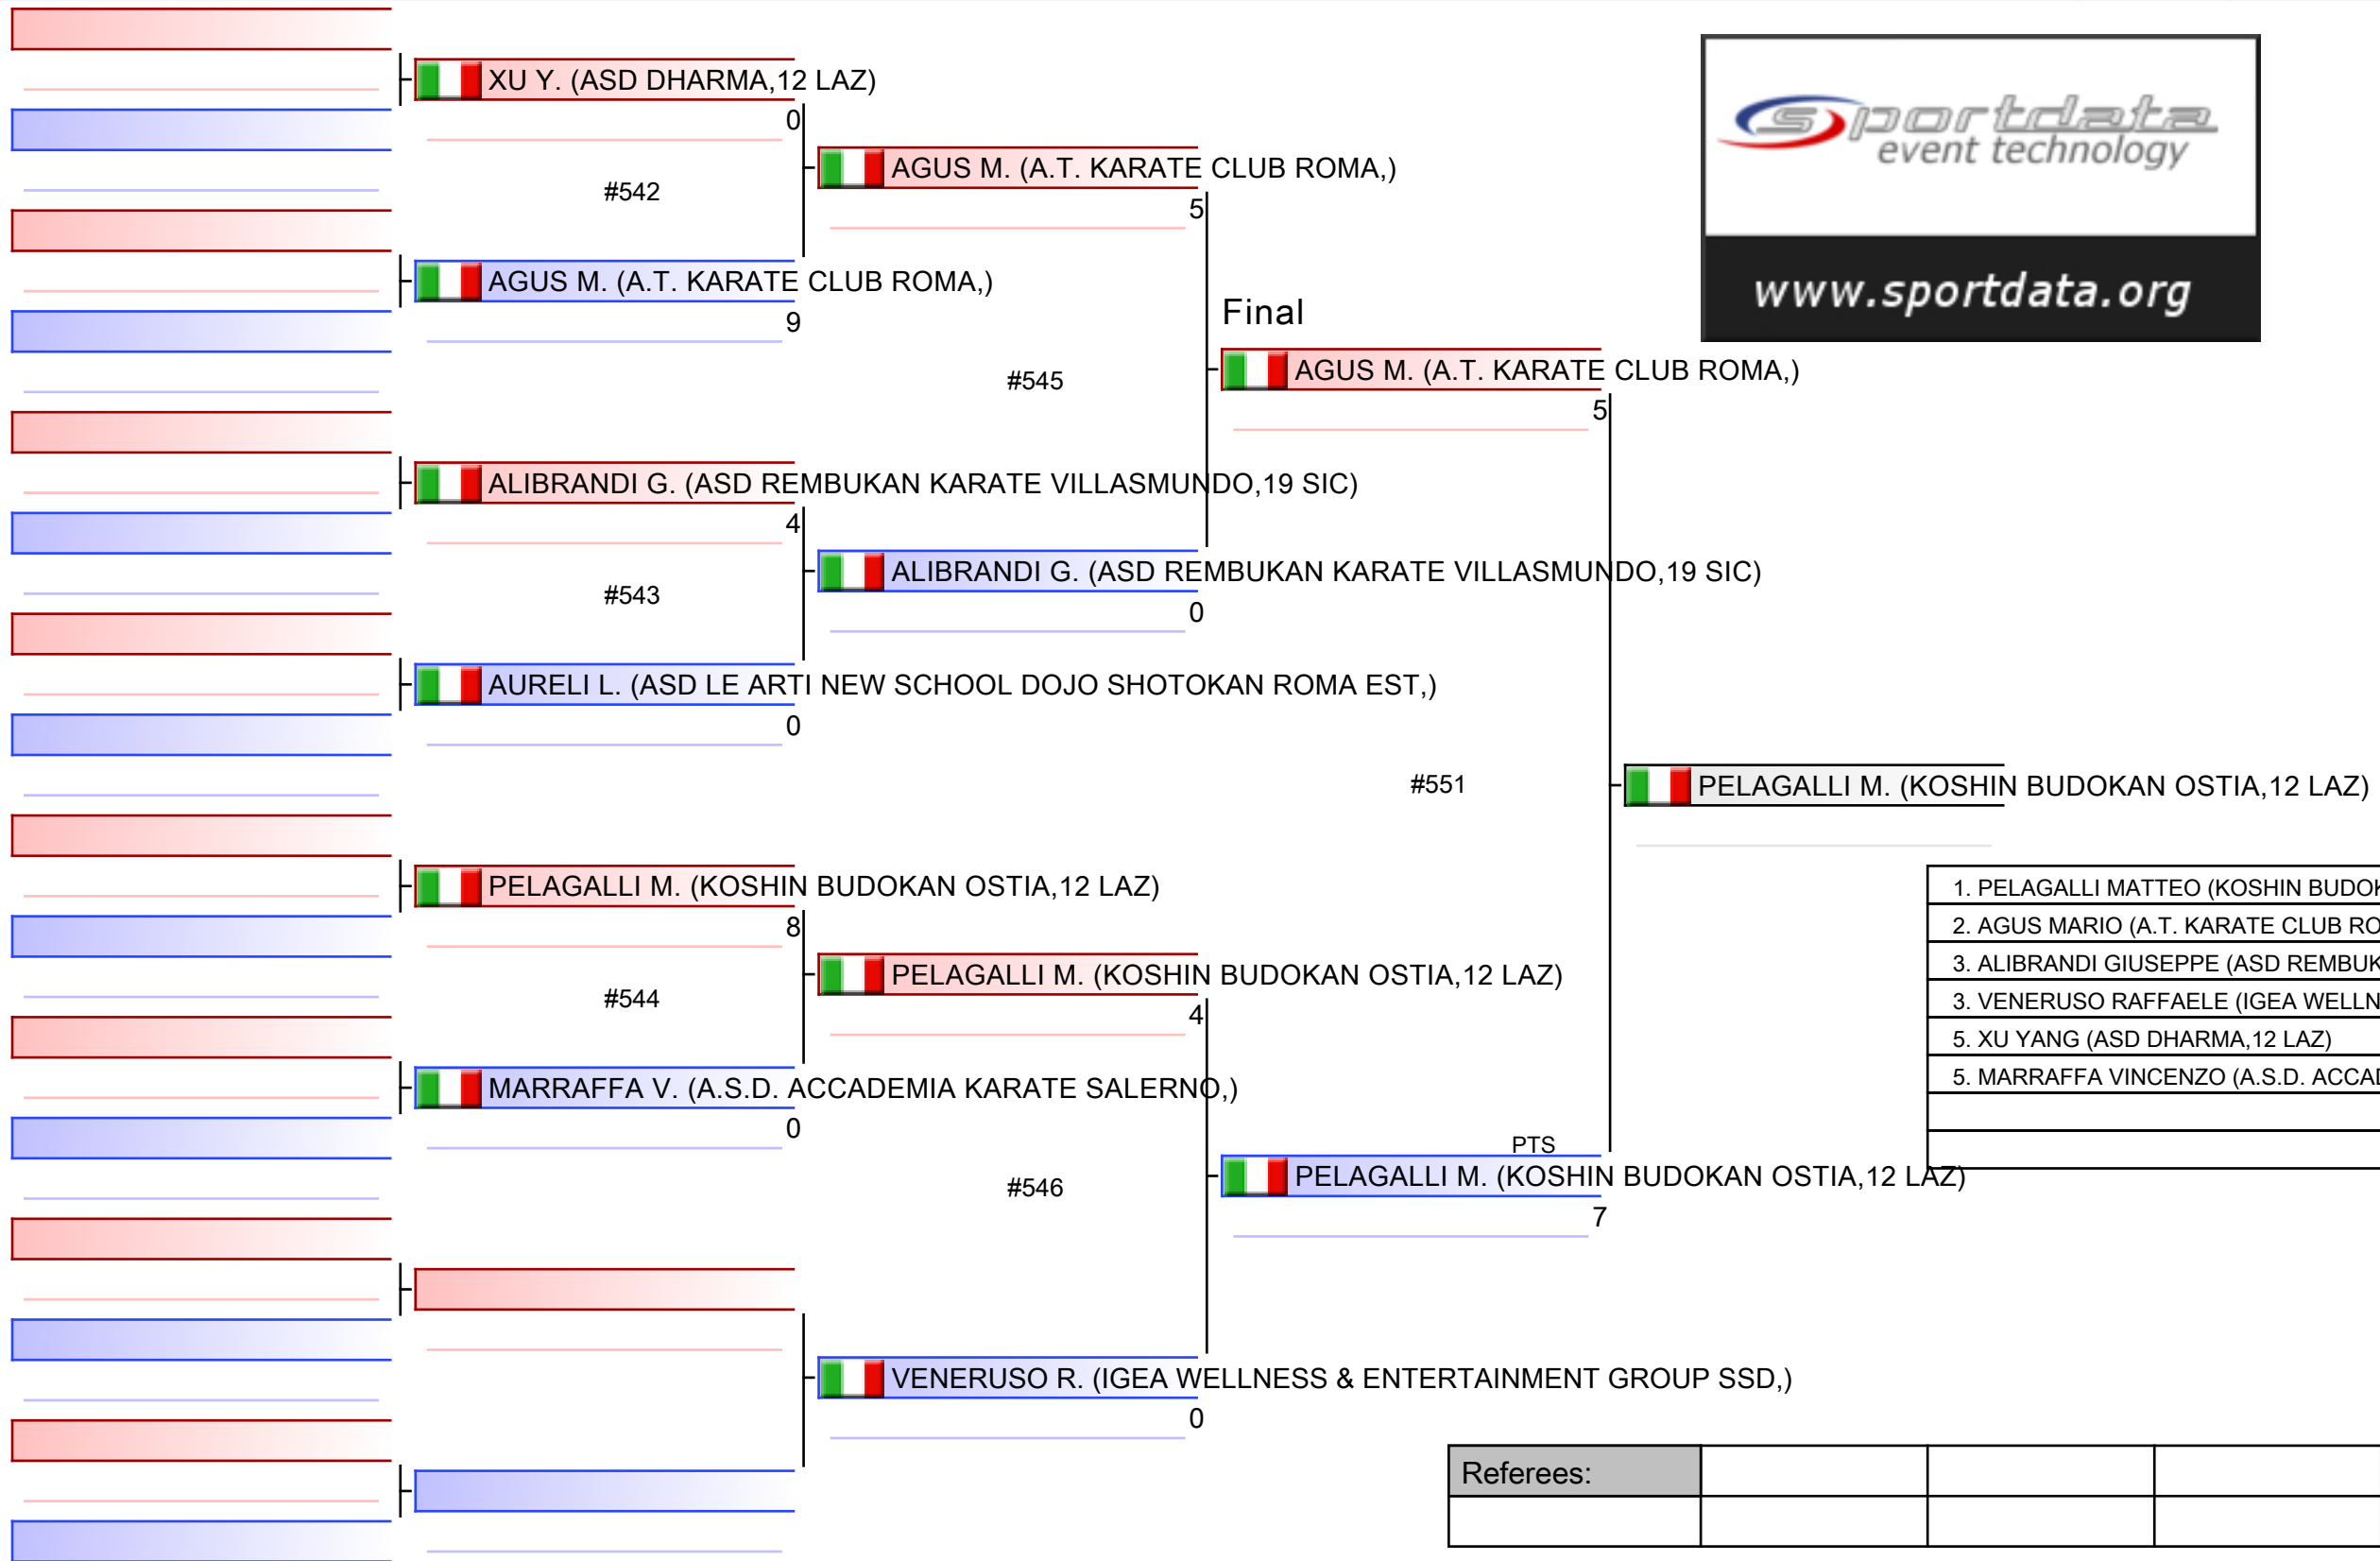 XU Y. (ASD DHARMA,12 LAZ)
0
#542
AGUS M. (A.T. KARATE CLUB ROMA,)
9
AGUS M. (A.T. KARATE CLUB ROMA,)
5
#545
ALIBRANDI G. (ASD REMBUKAN KARATE VILLASMUNDO,19 SIC)
4
#543
AURELI L. (ASD LE ARTI NEW SCHOOL DOJO SHOTOKAN ROMA EST,)
0
ALIBRANDI G. (ASD REMBUKAN KARATE VILLASMUNDO,19 SIC)
0
Final
AGUS M. (A.T. KARATE CLUB ROMA,)
5
#551
PELAGALLI M. (KOSHIN BUDOKAN OSTIA,12 LAZ)
PELAGALLI M. (KOSHIN BUDOKAN OSTIA,12 LAZ)
8
#544
MARRAFFA V. (A.S.D. ACCADEMIA KARATE SALERNO,)
0
PELAGALLI M. (KOSHIN BUDOKAN OSTIA,12 LAZ)
4
#546
VENERUSO R. (IGEA WELLNESS & ENTERTAINMENT GROUP SSD,)
0
PTS
PELAGALLI M. (KOSHIN BUDOKAN OSTIA,12 LAZ)
7
sportdata
event technology
www.sportdata.org
1. PELAGALLI MATTEO (KOSHIN BUDOK
2. AGUS MARIO (A.T. KARATE CLUB RO
3. ALIBRANDI GIUSEPPE (ASD REMBUK
3. VENERUSO RAFFAELE (IGEA WELLN
5. XU YANG (ASD DHARMA,12 LAZ)
5. MARRAFFA VINCENZO (A.S.D. ACCAD
Referees: